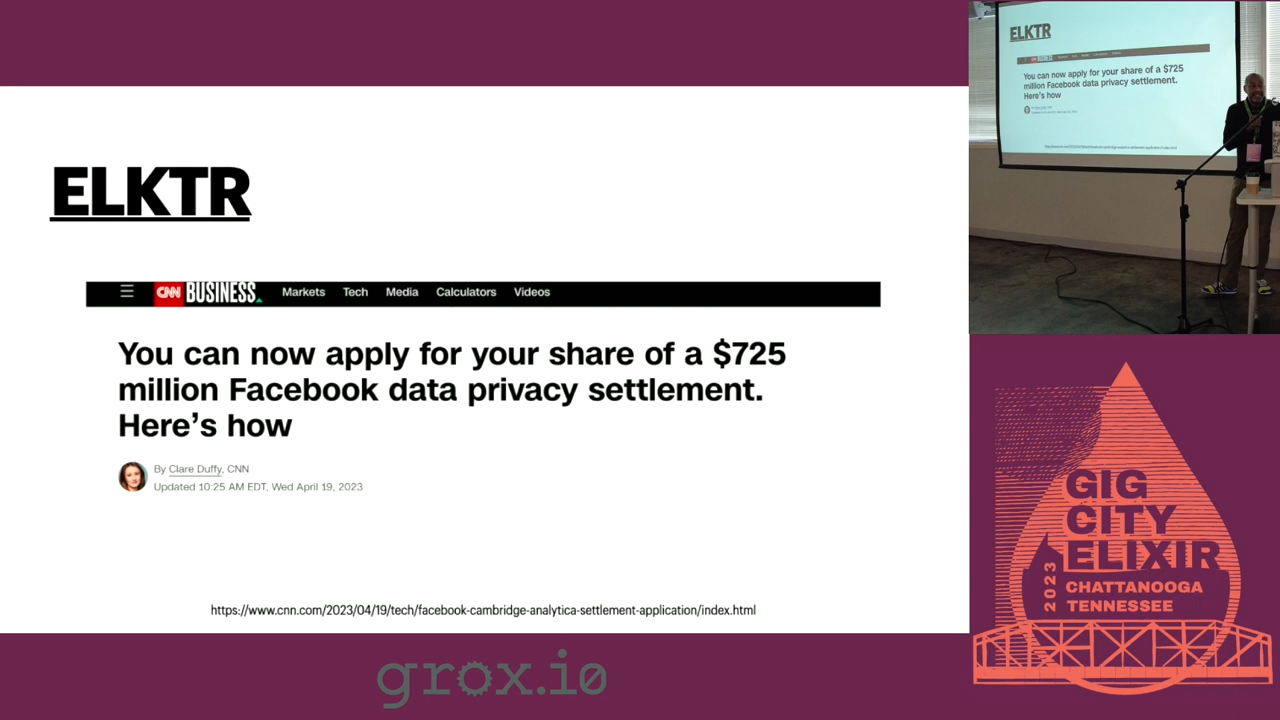 ELKTR
CNN BUSINESS Markets Tech Media Calculators Videos
You can now apply for your share of a $725
million Facebook data privacy settlement.
Here's how
By Clare Duffy, CNN
Updated 10:25 AM EDT, Wed April 19, 2023
https://www.cnn.com/2023/04/19/tech/facebook-cambridge-analytica-settlement-application/index.html
grox.io
ELKTR
You can now apply for your share of a $725
million Facebook data privacy settlement.
Here's how
GIG
CITY
ELIXIR
2023
CHATTANOOGA
TENNESSEE